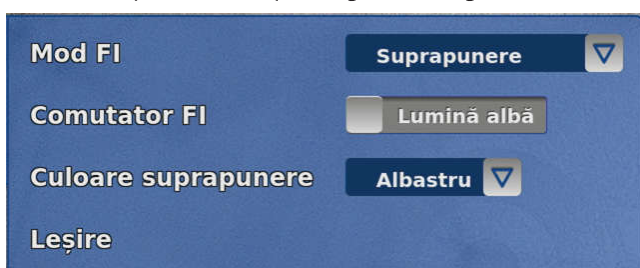 Mod FI Suprapunere
Comutator FI Lumină albă
Culoare suprapunere Albastru
Leșire